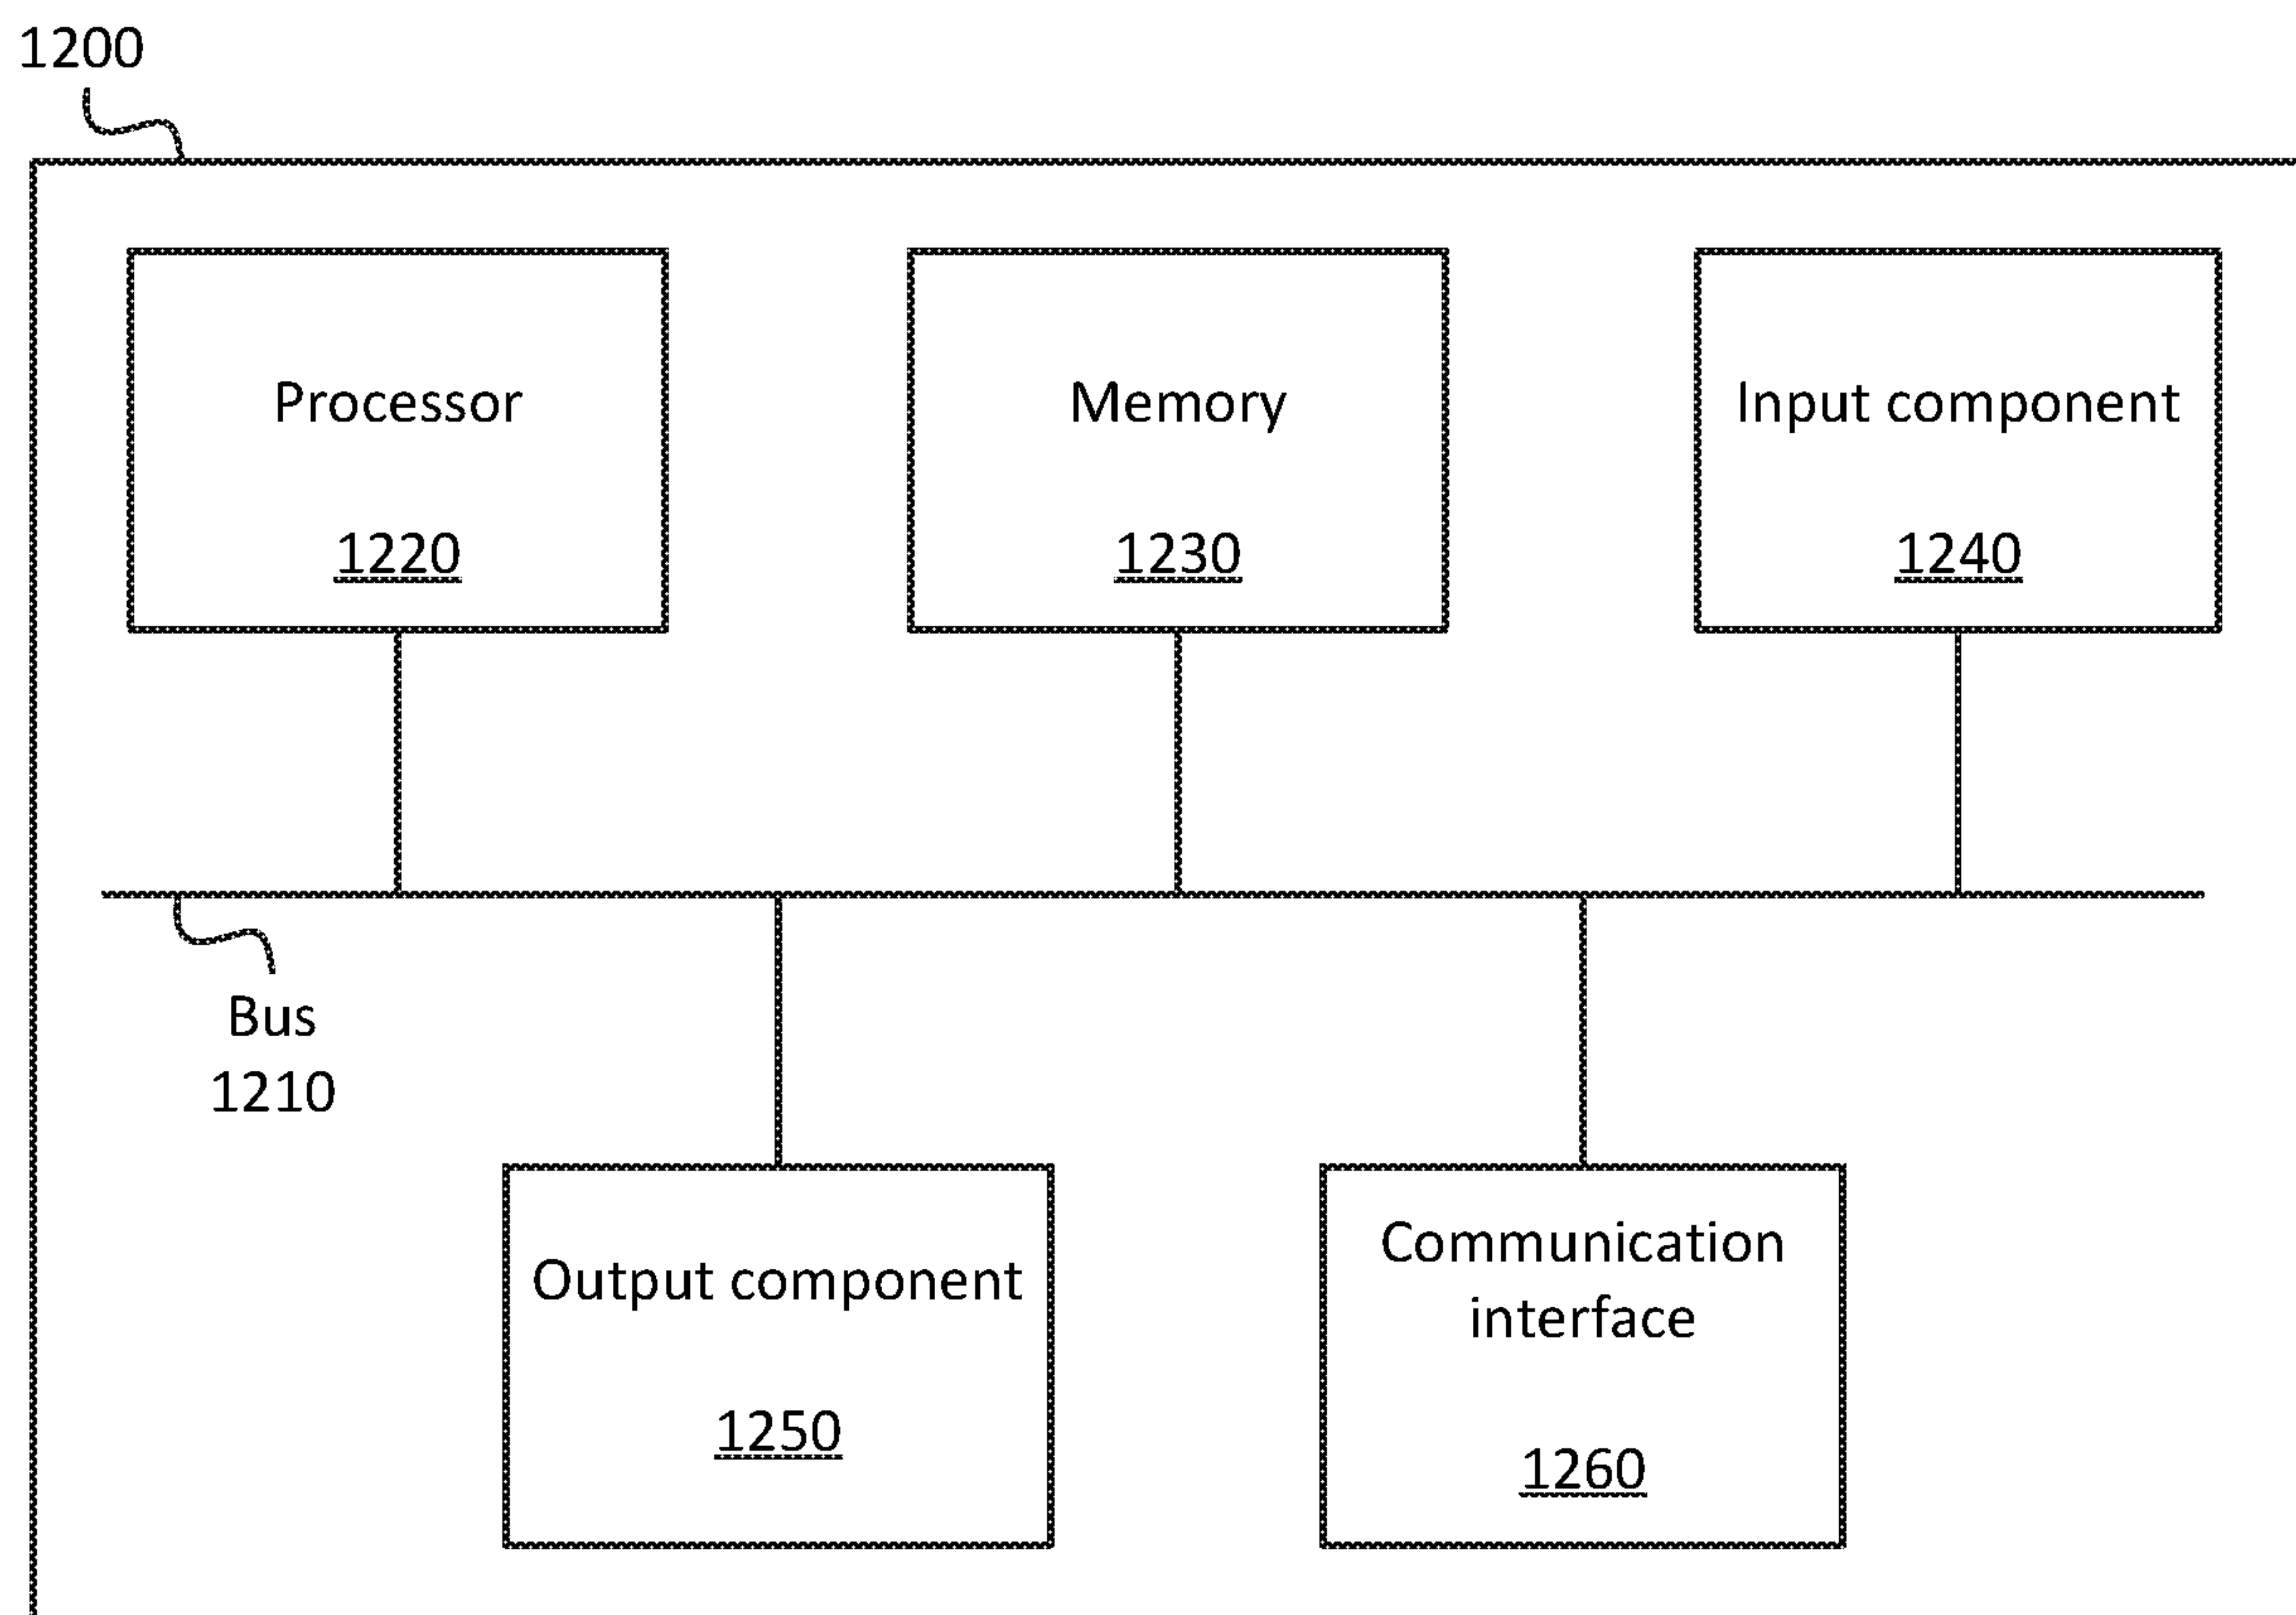 1200
Processor
1220
Memory
1230
Input component
1240
Bus
1210
Output component
1250
Communication
interface
1260